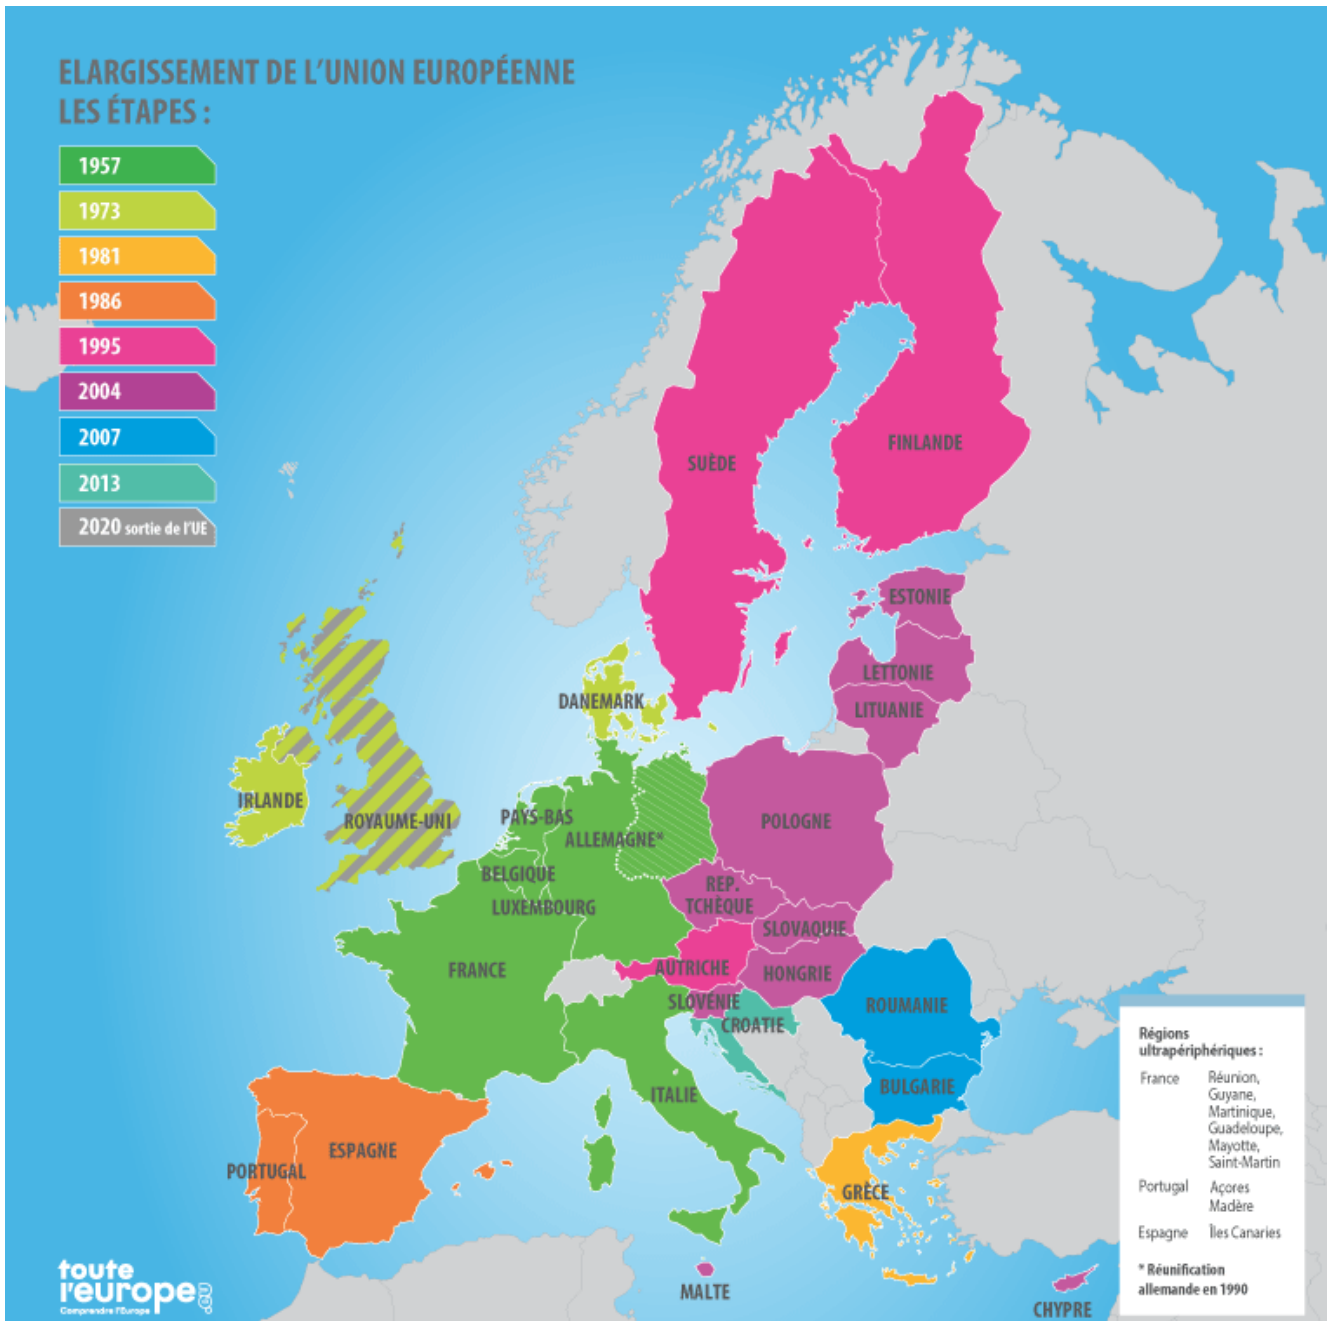 ELARGISSEMENT DE L'UNION EUROPÉENNE
LES ÉTAPES :
1957
1973
1981
1986
1995
2004
2007
2013
2020 sortie de l'UE
SUÈDE
FINLANDE
ESTONIE
LETTONIE
LITUANIE
DANEMARK
IRLANDE
ROYAUME-UNI
PAYS-BAS
ALLEMAGNE*
POLOGNE
BELGIQUE
LUXEMBOURG
REP.
TCHÈQUE
SLOVAQUIE
FRANCE
AUTRICHE
HONGRIE
SLOVÉNIE
CROATIE
ROUMANIE
BULGARIE
ITALIE
ESPAGNE
PORTUGAL
GRÈCE
MALTE
CHYPRE
Régions
ultrapériphériques :
France Réunion,
Guyane,
Martinique,
Guadeloupe,
Mayotte,
Saint-Martin
Portugal Açores
Madère
Espagne Îles Canaries
* Réunification
allemande en 1990
toute
l'europe.eu
Comprendre l'Europe